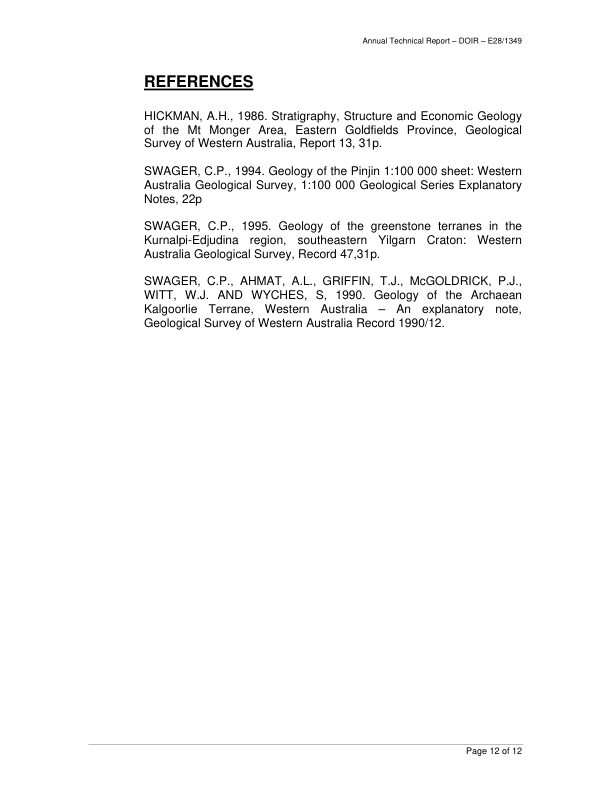 Annual Technical Report – DOIR – E28/1349
REFERENCES
HICKMAN, A.H., 1986. Stratigraphy, Structure and Economic Geology
of the Mt Monger Area, Eastern Goldfields Province, Geological
Survey of Western Australia, Report 13, 31p.
SWAGER, C.P., 1994. Geology of the Pinjin 1:100 000 sheet: Western
Australia Geological Survey, 1:100 000 Geological Series Explanatory
Notes, 22p
SWAGER, C.P., 1995. Geology of the greenstone terranes in the
Kurnalpi-Edjudina region, southeastern Yilgarn Craton: Western
Australia Geological Survey, Record 47,31p.
SWAGER, C.P., AHMAT, A.L., GRIFFIN, T.J., McGOLDRICK, P.J.,
WITT, W.J. AND WYCHES, S, 1990. Geology of the Archaean
Kalgoorlie Terrane, Western Australia – An explanatory note,
Geological Survey of Western Australia Record 1990/12.
Page 12 of 12